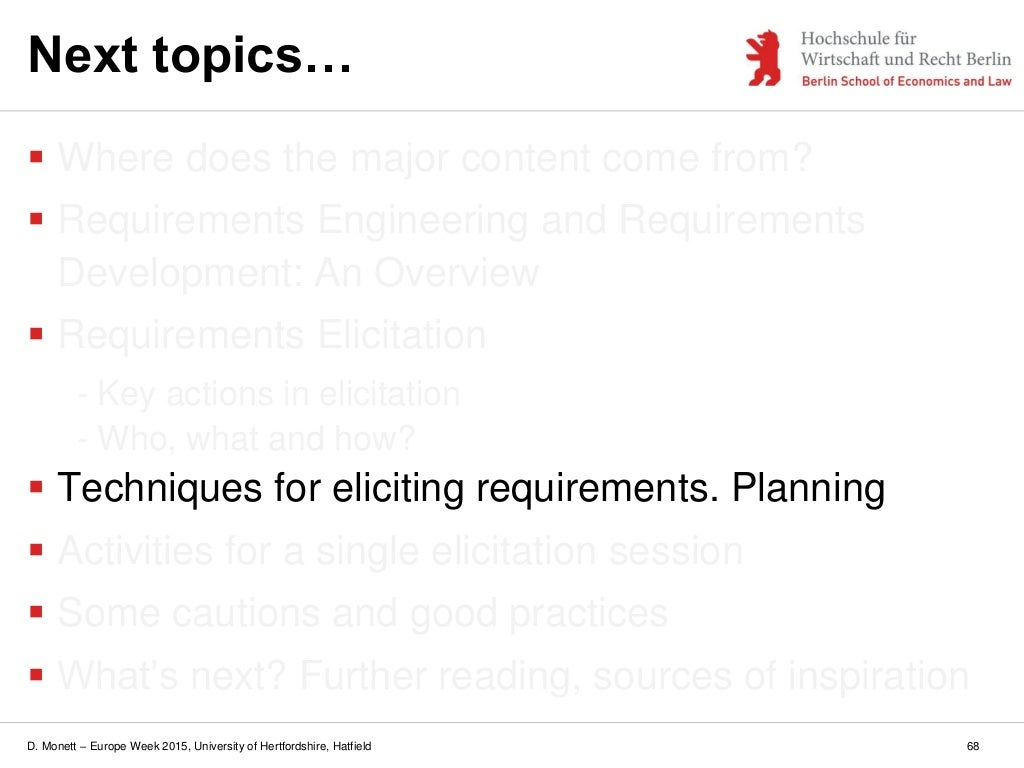 Next topics…
Hochschule für
Wirtschaft und Recht Berlin
Berlin School of Economics and Law
▪ Where does the major content come from?
▪ Requirements Engineering and Requirements
Development: An Overview
▪ Requirements Elicitation
- Key actions in elicitation
- Who, what and how?
▪ Techniques for eliciting requirements. Planning
▪ Activities for a single elicitation session
▪ Some cautions and good practices
▪ What’s next? Further reading, sources of inspiration
D. Monett – Europe Week 2015, University of Hertfordshire, Hatfield
68